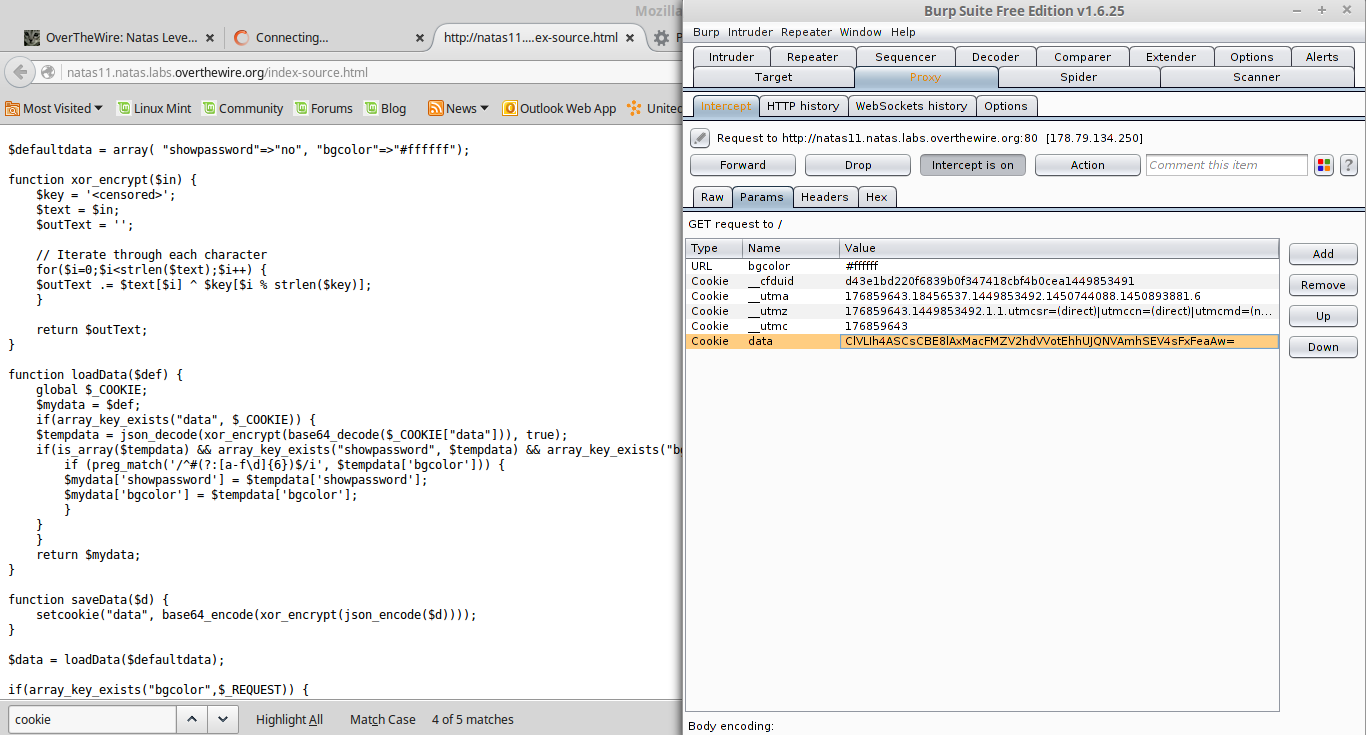 Mozilla
OverTheWire: Natas Leve... ×
Connecting... ×
http://natas11....ex-source.html ×
natas11.natas.labs.overthewire.org/index-source.html
Most Visited
Linux Mint
Community
Forums
Blog
News
Outlook Web App
United
$defaultdata = array( "showpassword"=>"no", "bgcolor"=>"#ffffff");
function xor_encrypt($in) {
$key = '<censored>';
$text = $in;
$outText = '';
// Iterate through each character
for($i=0;$i<strlen($text);$i++) {
$outText .= $text[$i] ^ $key[$i % strlen($key)];
}
return $outText;
}
function loadData($def) {
global $_COOKIE;
$mydata = $def;
if(array_key_exists("data", $_COOKIE)) {
$tempdata = json_decode(xor_encrypt(base64_decode($_COOKIE["data"])), true);
if(is_array($tempdata) && array_key_exists("showpassword", $tempdata) && array_key_exists("b
if (preg_match('/^#(?:[a-f\d]{6})$/i', $tempdata['bgcolor'])) {
$mydata['showpassword'] = $tempdata['showpassword'];
$mydata['bgcolor'] = $tempdata['bgcolor'];
}
}
}
return $mydata;
}
function saveData($d) {
setcookie("data", base64_encode(xor_encrypt(json_encode($d))));
}
$data = loadData($defaultdata);
if(array_key_exists("bgcolor",$_REQUEST)) {
cookie
Highlight All
Match Case
4 of 5 matches
Burp Suite Free Edition v1.6.25
Burp Intruder Repeater Window Help
Intruder Repeater Sequencer Decoder Comparer Extender Options Alerts
Target Proxy Spider Scanner
Intercept HTTP history WebSockets history Options
Request to http://natas11.natas.labs.overthewire.org:80 [178.79.134.250]
Forward Drop Intercept is on Action Comment this item ?
Raw Params Headers Hex
GET request to /
Type Name Value
URL bgcolor #ffffff
Cookie __cfduid d43e1bd220f6839b0f347418cbf4b0cea1449853491
Cookie __utma 176859643.18456537.1449853492.1450744088.1450893881.6
Cookie __utmz 176859643.1449853492.1.1.utmcsr=(direct)|utmccn=(direct)|utmcmd=(n...
Cookie __utmc 176859643
Cookie data ClVLIh4ASCsCBE8lAxMacFMZV2hdVVotEhhUJQNVAmhSEV4sFxFeaAw=
Add
Remove
Up
Down
Body encoding: